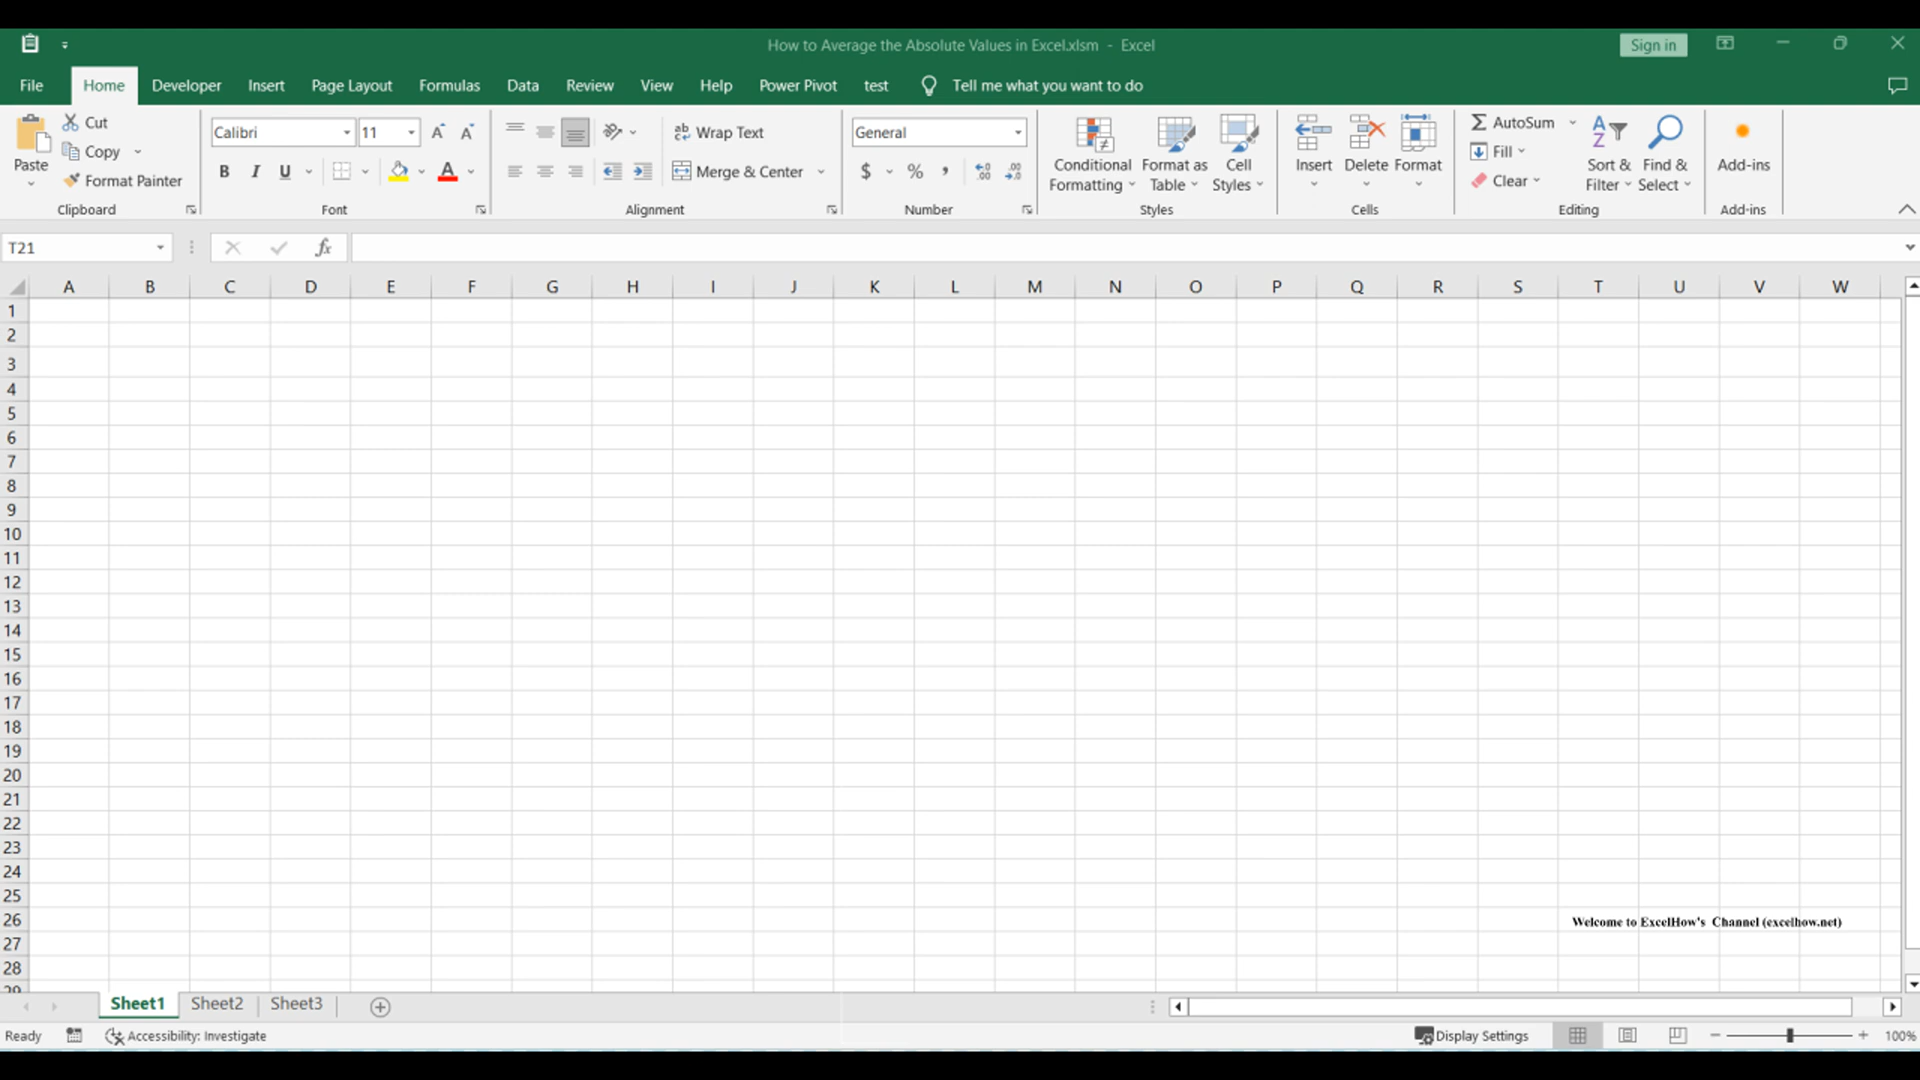 How to Average the Absolute Values in Excel.xlsm - Excel
Sign in
File Home Developer Insert Page Layout Formulas Data Review View Help Power Pivot test Tell me what you want to do
Paste
Cut
Copy
Format Painter
Clipboard
Calibri 11
B I U A
Font
Wrap Text
Merge & Center
Alignment
General
$ % ,
Number
Conditional Formatting
Format as Table
Cell Styles
Styles
Insert Delete Format
Cells
AutoSum
Fill
Clear
Sort & Filter
Find & Select
Editing
Add-ins
Add-ins
T21
fx
A B C D E F G H I J K L M N O P Q R S T U V W
1
2
3
4
5
6
7
8
9
10
11
12
13
14
15
16
17
18
19
20
21
22
23
24
25
26
Welcome to ExcelHow's Channel (excelhow.net)
27
28
29
Sheet1 Sheet2 Sheet3
Ready Accessibility: Investigate Display Settings 100%